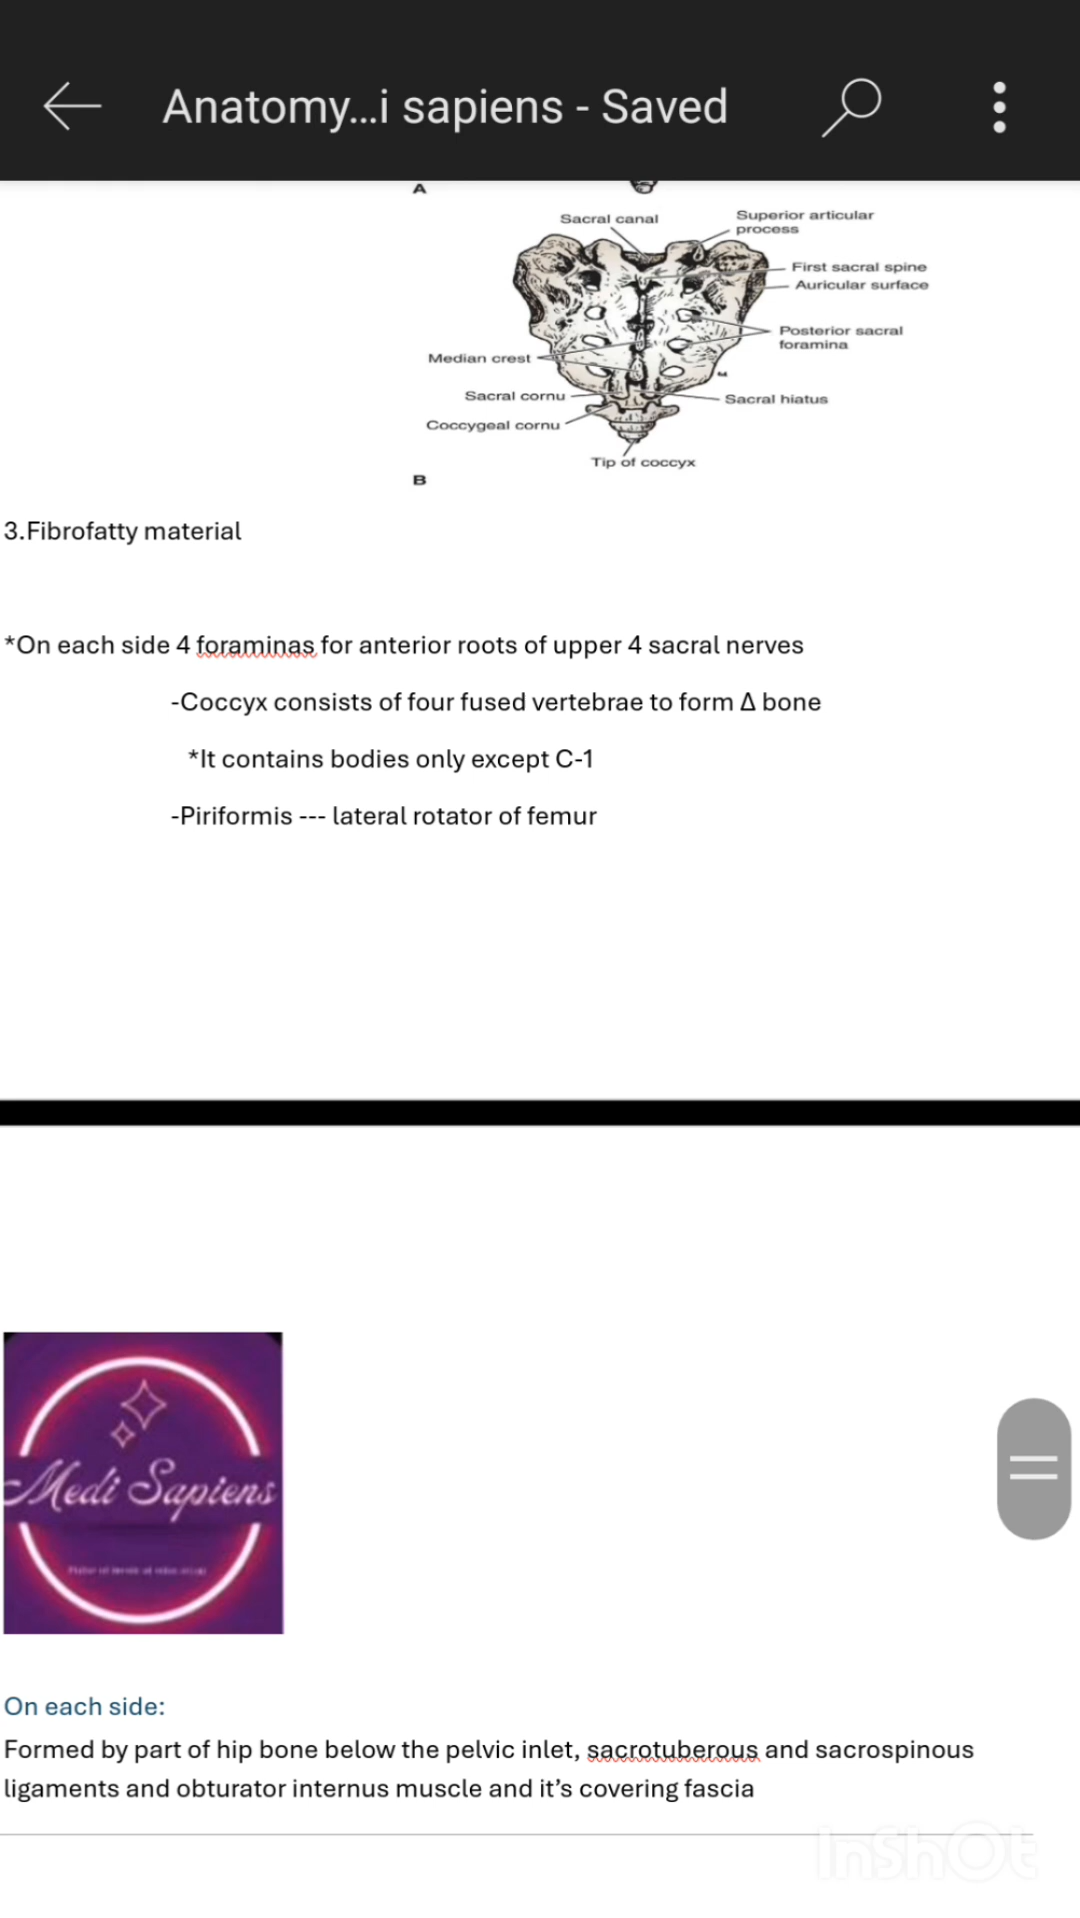 Anatomy...i sapiens - Saved
A
Sacral canal
Superior articular
process
First sacral spine
Auricular surface
Posterior sacral
foramina
Median crest
Sacral cornu
Sacral hiatus
Coccygeal cornu
Tip of coccyx
B
3.Fibrofatty material
*On each side 4 foraminas for anterior roots of upper 4 sacral nerves
-Coccyx consists of four fused vertebrae to form Δ bone
*It contains bodies only except C-1
-Piriformis --- lateral rotator of femur
Medi Sapiens
On each side:
Formed by part of hip bone below the pelvic inlet, sacrotuberous and sacrospinous
ligaments and obturator internus muscle and it's covering fascia
InShOt